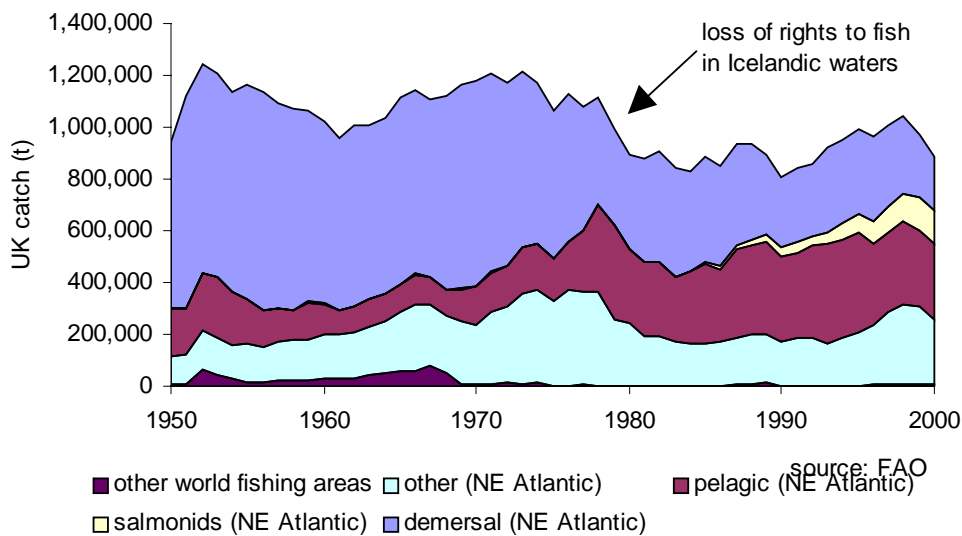 1,400,000
1,200,000
1,000,000
800,000
600,000
400,000
200,000
0
UK catch (t)
loss of rights to fish
in Icelandic waters
1950 1960 1970 1980 1990 2000
source: FAO
other world fishing areas other (NE Atlantic) pelagic (NE Atlantic)
salmonids (NE Atlantic) demersal (NE Atlantic)